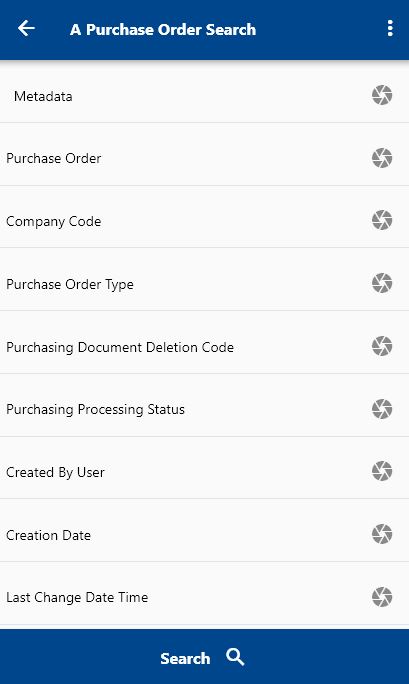 A Purchase Order Search
Metadata
Purchase Order
Company Code
Purchase Order Type
Purchasing Document Deletion Code
Purchasing Processing Status
Created By User
Creation Date
Last Change Date Time
Search